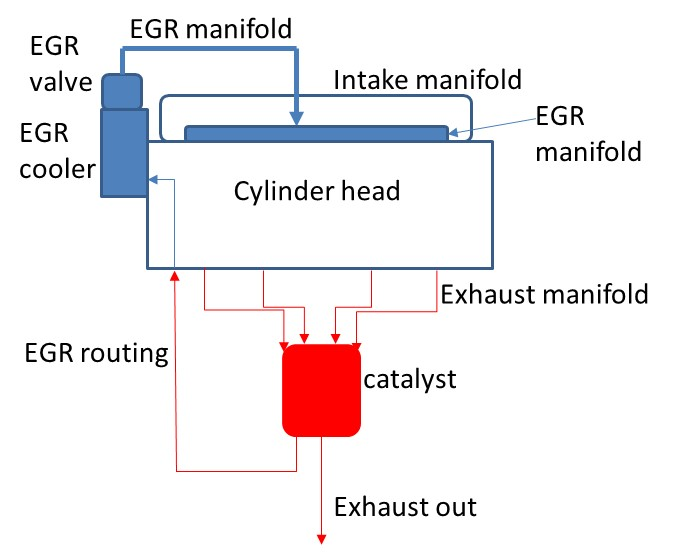 EGR manifold
EGR
valve
Intake manifold
EGR
manifold
EGR
cooler
Cylinder head
Exhaust manifold
EGR routing
catalyst
Exhaust out